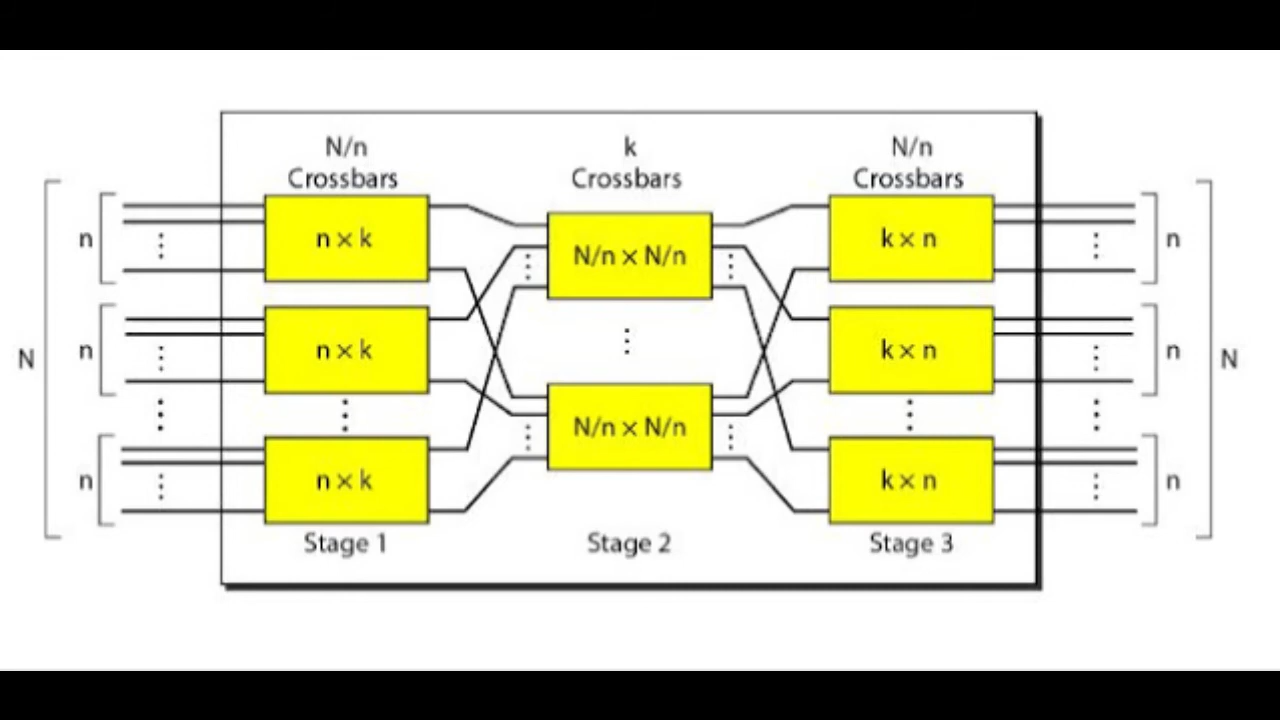 N/n
Crossbars
k
Crossbars
N/n
Crossbars
n
n × k
N/n × N/n
k × n
n
N
n
n × k
k × n
n
N
n
n × k
N/n × N/n
k × n
n
Stage 1
Stage 2
Stage 3